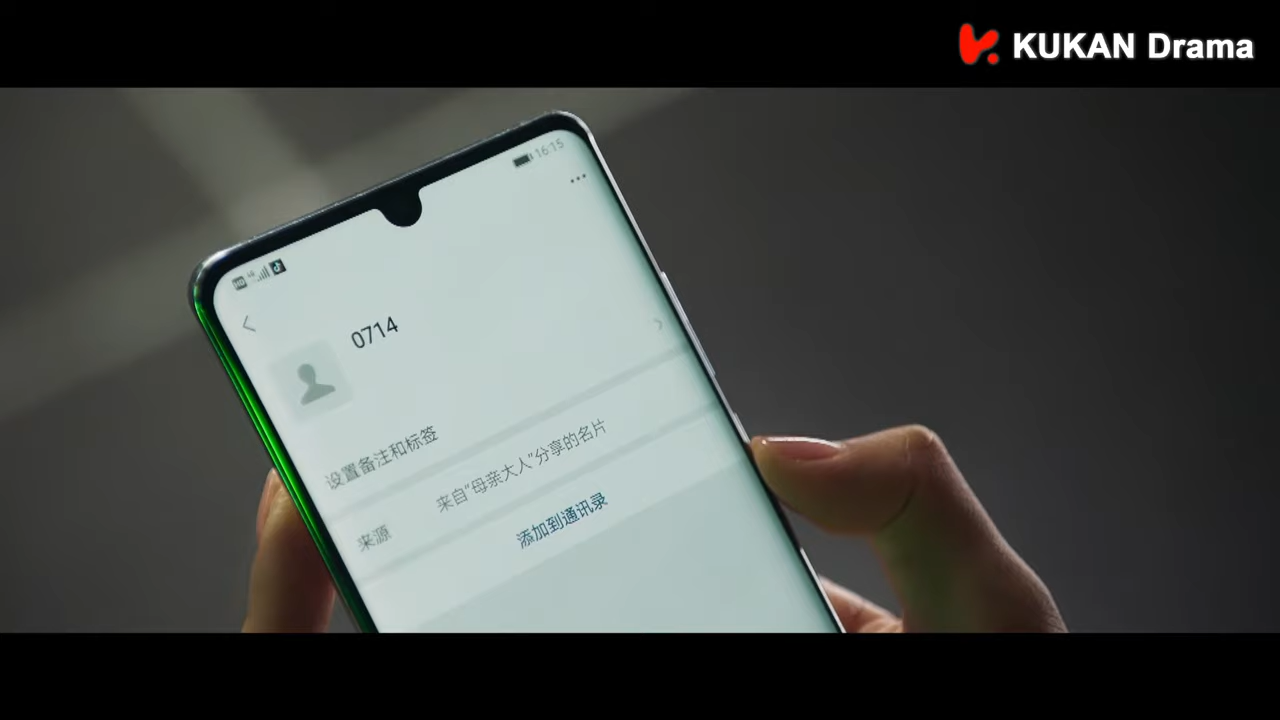 KUKAN Drama
16:15
0714
设置备注和标签
来源 来自"母亲大人"分享的名片
添加到通讯录